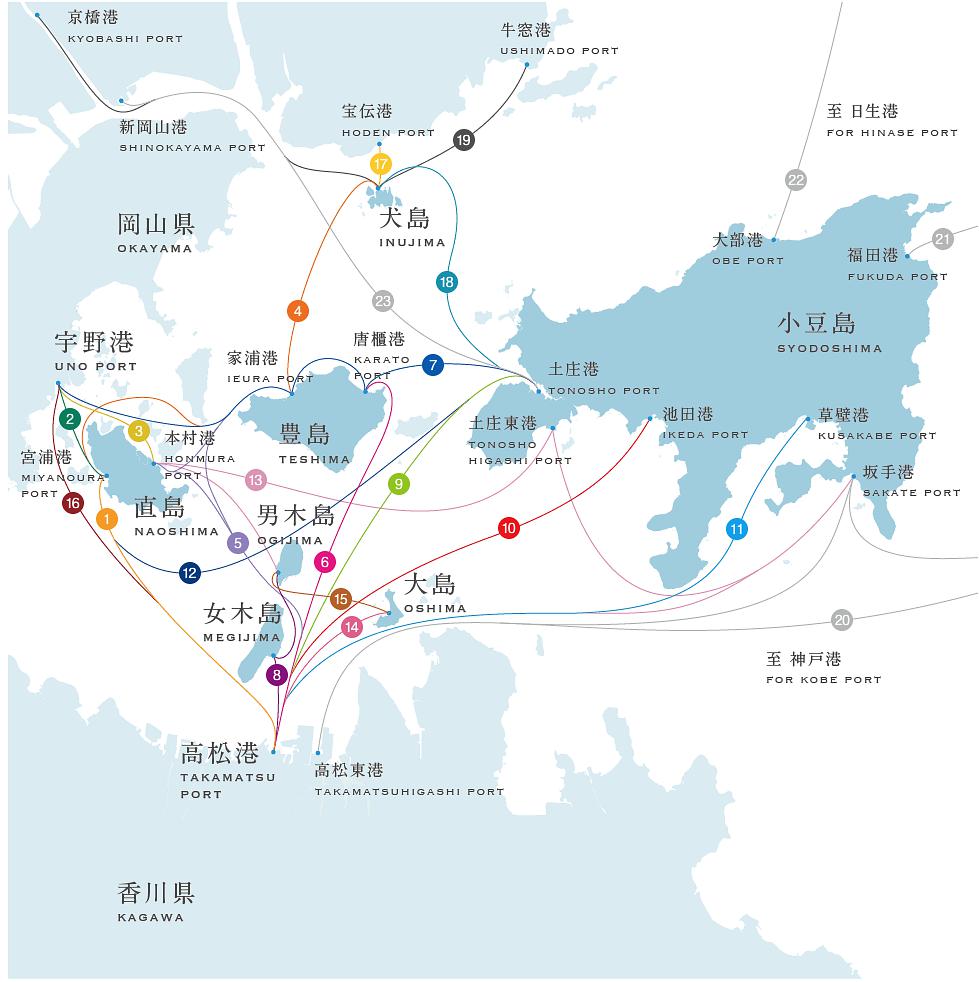 京橋港
KYOBASHI PORT
牛窓港
USHIMADO PORT
新岡山港
SHINOKAYAMA PORT
宝伝港
HODEN PORT
至 日生港
FOR HINASE PORT
19
17
22
岡山県
OKAYAMA
犬島
INUJIMA
大部港
OBE PORT
21
福田港
FUKUDA PORT
18
23
4
小豆島
SYODOSHIMA
宇野港
UNO PORT
家浦港
IEURA PORT
唐櫃港
KARATO
PORT
7
土庄港
TONOSHO PORT
2
3
本村港
HONMURA
PORT
豊島
TESHIMA
土庄東港
TONOSHO
HIGASHI PORT
池田港
IKEDA PORT
草壁港
KUSAKABE PORT
宮浦港
MIYANOURA
PORT
坂手港
SAKATE PORT
13
9
16
1
直島
NAOSHIMA
男木島
OGIJIMA
10
11
5
12
6
大島
OSHIMA
15
14
20
女木島
MEGIJIMA
8
至 神戸港
FOR KOBE PORT
高松港
TAKAMATSU
PORT
高松東港
TAKAMATSUHIGASHI PORT
香川県
KAGAWA